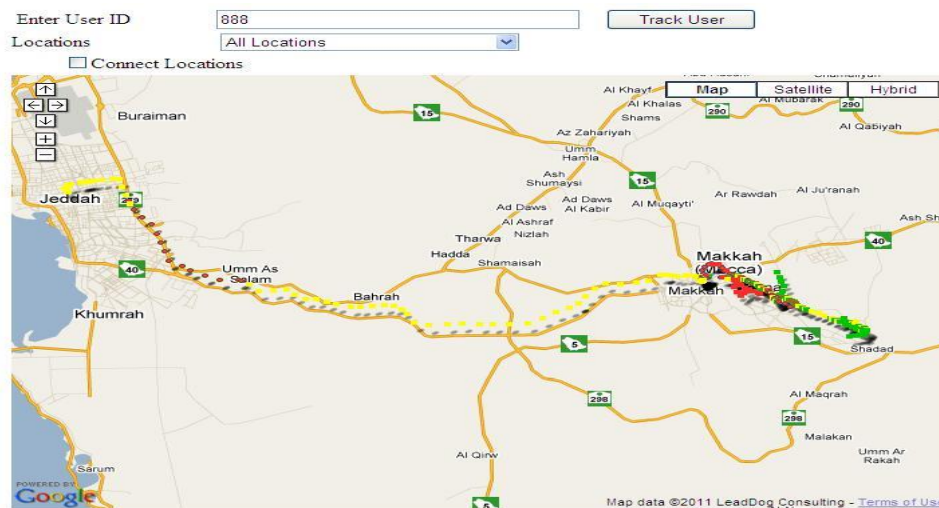 Enter User ID 888 Track User
Locations All Locations
Connect Locations
Map Satellite Hybrid
Al Khayf
Al Khalas
Shams
Al Mubarak
290
290
Al Qabiyah
Buraiman
15
Az Zahariyah
Umm
Hamla
Ash
Shumaysi
15
Ar Rawdah
Al Ju'ranah
Jeddah
Ad Daws
Ad Daws
Al Kabir
Al Muqayti'
Al Ashraf
Nizlah
Ash Sh
Tharwa
40
Hadda
Shamaisah
Makkah
(Mecca)
40
Umm As
Salam
Bahrah
Makkah
Khumrah
15
5
Shadad
298
Al Maqrah
298
Malakan
Al Qirw
Umm Ar
Rakah
Sarum
POWERED BY
Google
5
Map data ©2011 LeadDog Consulting - Terms of Use